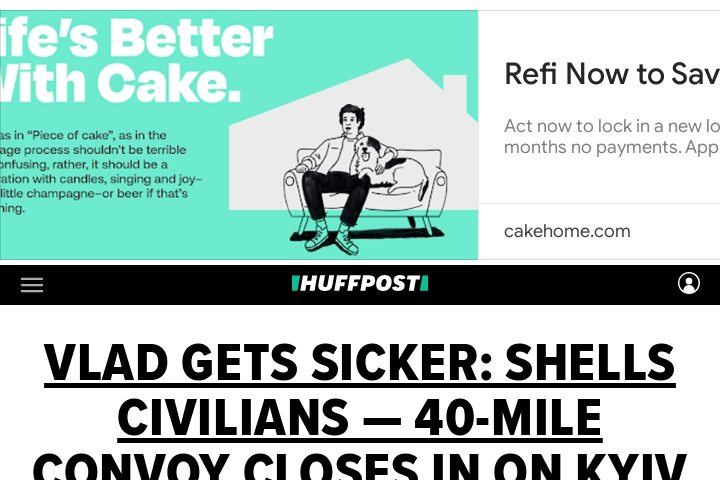 ife's Better
With Cake.
as in “Piece of cake”, as in the
age process shouldn't be terrible
onfusing, rather, it should be a
ration with candles, singing and joy–
little champagne–or beer if that's
hing.
Refi Now to Sav
Act now to lock in a new lo
months no payments. App
cakehome.com
HUFFPOST
VLAD GETS SICKER: SHELLS
CIVILIANS — 40-MILE
CONVOY CLOSES IN ON KYIV